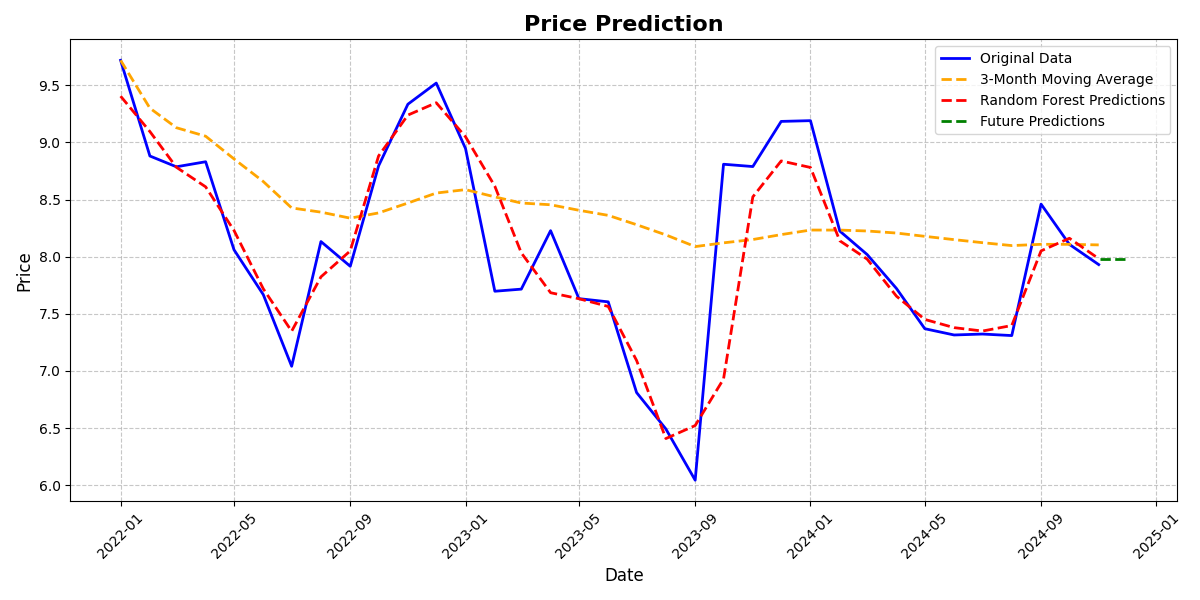 Price Prediction
Original Data
3-Month Moving Average
Random Forest Predictions
Future Predictions
Price
9.5
9.0
8.5
8.0
7.5
7.0
6.5
6.0
2022-01
2022-05
2022-09
2023-01
2023-05
2023-09
2024-01
2024-05
2024-09
2025-01
Date